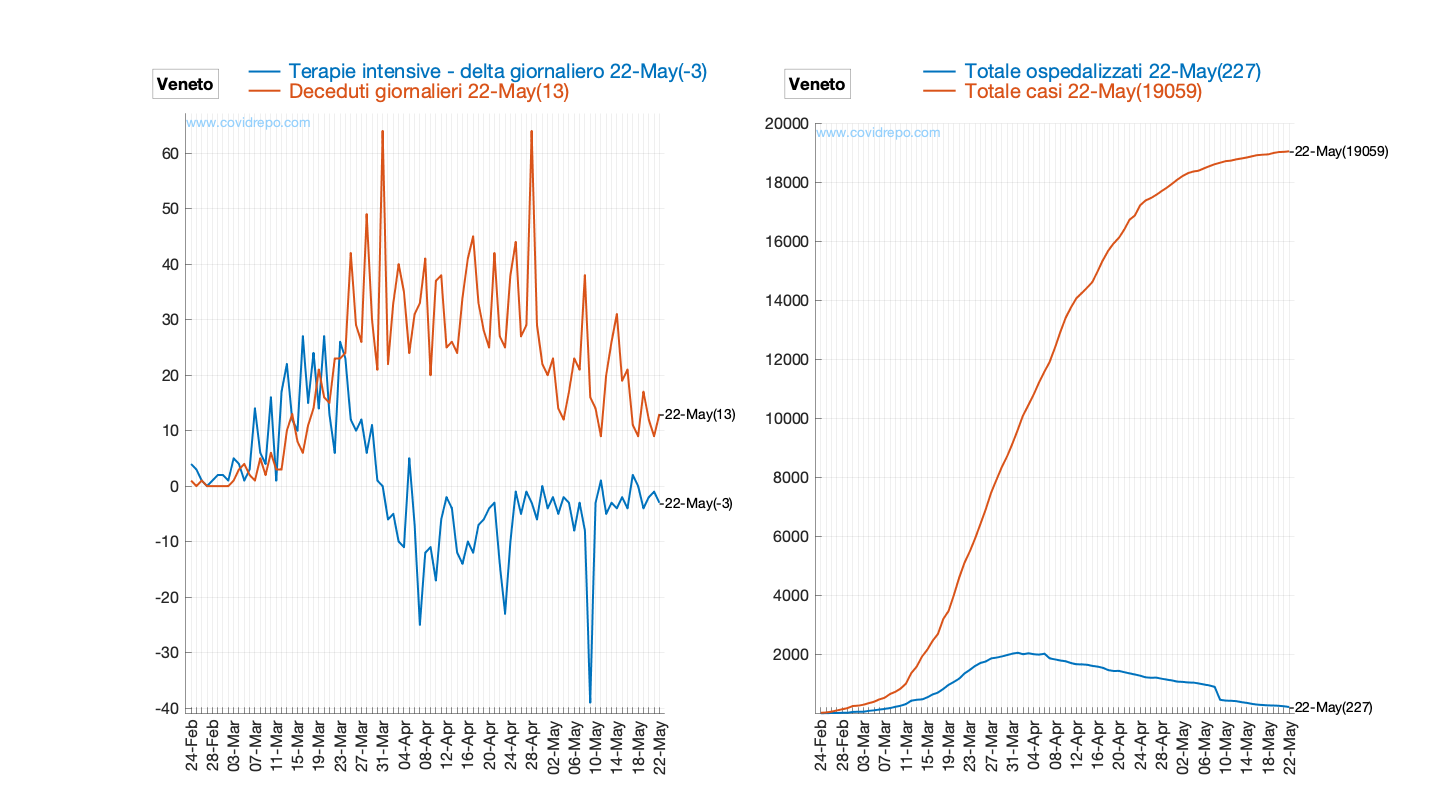 Veneto
Terapie intensive - delta giornaliero 22-May(-3)
Deceduti giornalieri 22-May(13)
www.covidrepo.com
60
50
40
30
20
10
0
-10
-20
-30
-40
22-May(13)
22-May(-3)
24-Feb
28-Feb
03-Mar
07-Mar
11-Mar
15-Mar
19-Mar
23-Mar
27-Mar
31-Mar
04-Apr
08-Apr
12-Apr
16-Apr
20-Apr
24-Apr
28-Apr
02-May
06-May
10-May
14-May
18-May
22-May
Veneto
Totale ospedalizzati 22-May(227)
Totale casi 22-May(19059)
www.covidrepo.com
20000
18000
16000
14000
12000
10000
8000
6000
4000
2000
22-May(19059)
22-May(227)
24-Feb
28-Feb
03-Mar
07-Mar
11-Mar
15-Mar
19-Mar
23-Mar
27-Mar
31-Mar
04-Apr
08-Apr
12-Apr
16-Apr
20-Apr
24-Apr
28-Apr
02-May
06-May
10-May
14-May
18-May
22-May